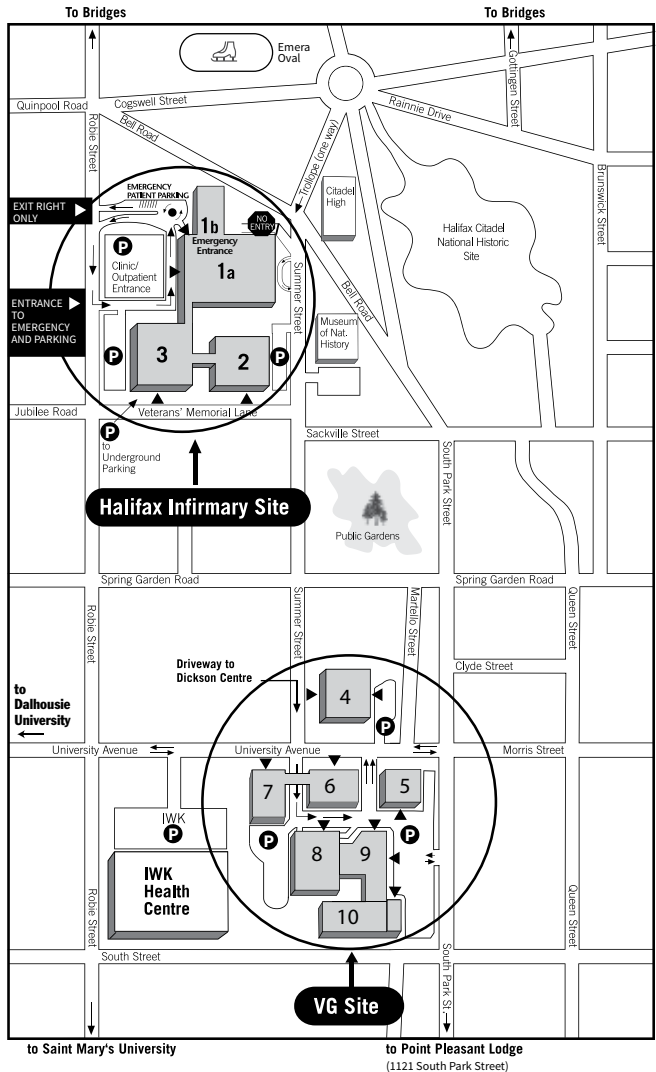 To Bridges
To Bridges
Emera
Oval
Gottingen Street
Quinpool Road
Cogswell Street
Rainnie Drive
Robie Street
Bell Road
Trollope (one way)
Brunswick Street
EMERGENCY
PATIENT PARKING
EXIT RIGHT
ONLY
Citadel
High
1b
NO
ENTRY
Emergency
Entrance
1a
Halifax Citadel
National Historic
Site
P
Clinic/
Outpatient
Entrance
Summer Street
Bell Road
ENTRANCE
TO
EMERGENCY
AND PARKING
Museum
of Nat.
History
P
3
2
P
Jubilee Road
Veterans' Memorial Lane
P
to
Underground
Parking
Sackville Street
South Park Street
Halifax Infirmary Site
Public Gardens
Spring Garden Road
Spring Garden Road
Robie Street
Summer Street
Martello Street
Queen Street
Driveway to
Dickson Centre
Clyde Street
to
Dalhousie
University
4
P
University Avenue
University Avenue
Morris Street
7
6
5
IWK
P
P
P
8
9
IWK
Health
Centre
10
Robie Street
Queen Street
South Street
South Park St.
VG Site
to Saint Mary's University
to Point Pleasant Lodge
(1121 South Park Street)